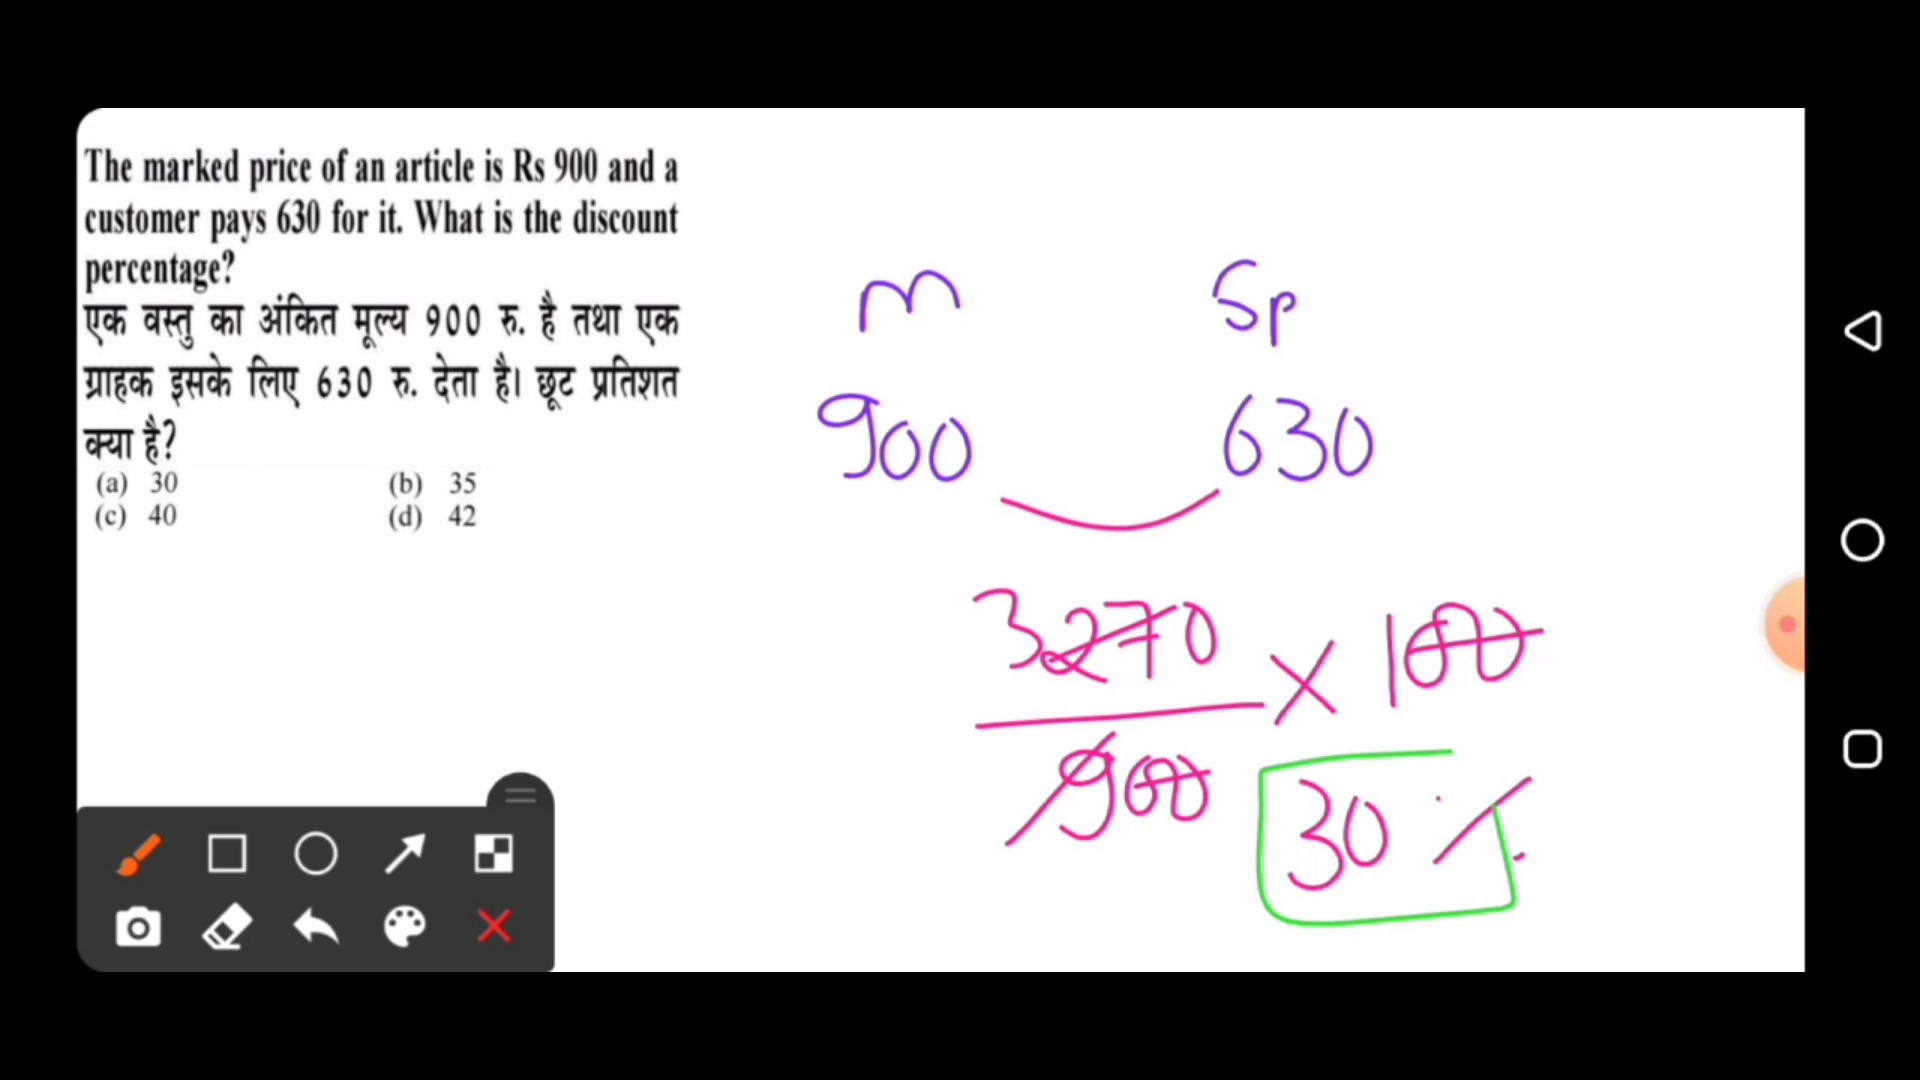 The marked price of an article is Rs 900 and a
customer pays 630 for it. What is the discount
percentage?
एक वस्तु का अंकित मूल्य 900 रु. है तथा एक
ग्राहक इसके लिए 630 रु. देता है। छूट प्रतिशत
क्या है?
(a) 30 (b) 35
(c) 40 (d) 42
m Sp
900 630
3 270 × 100
900
30 %